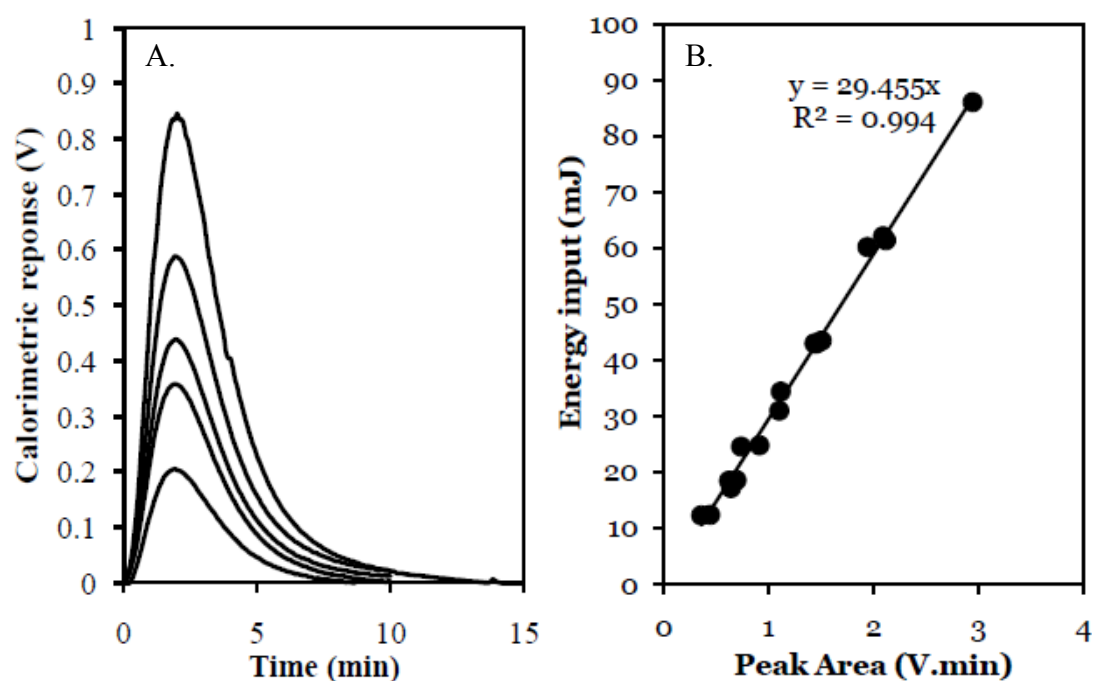 A.
Calorimetric reponse (V)
1
0.9
0.8
0.7
0.6
0.5
0.4
0.3
0.2
0.1
0
0 5 10 15
Time (min)
B.
y = 29.455x
R² = 0.994
Energy input (mJ)
100
90
80
70
60
50
40
30
20
10
0
0 1 2 3 4
Peak Area (V.min)